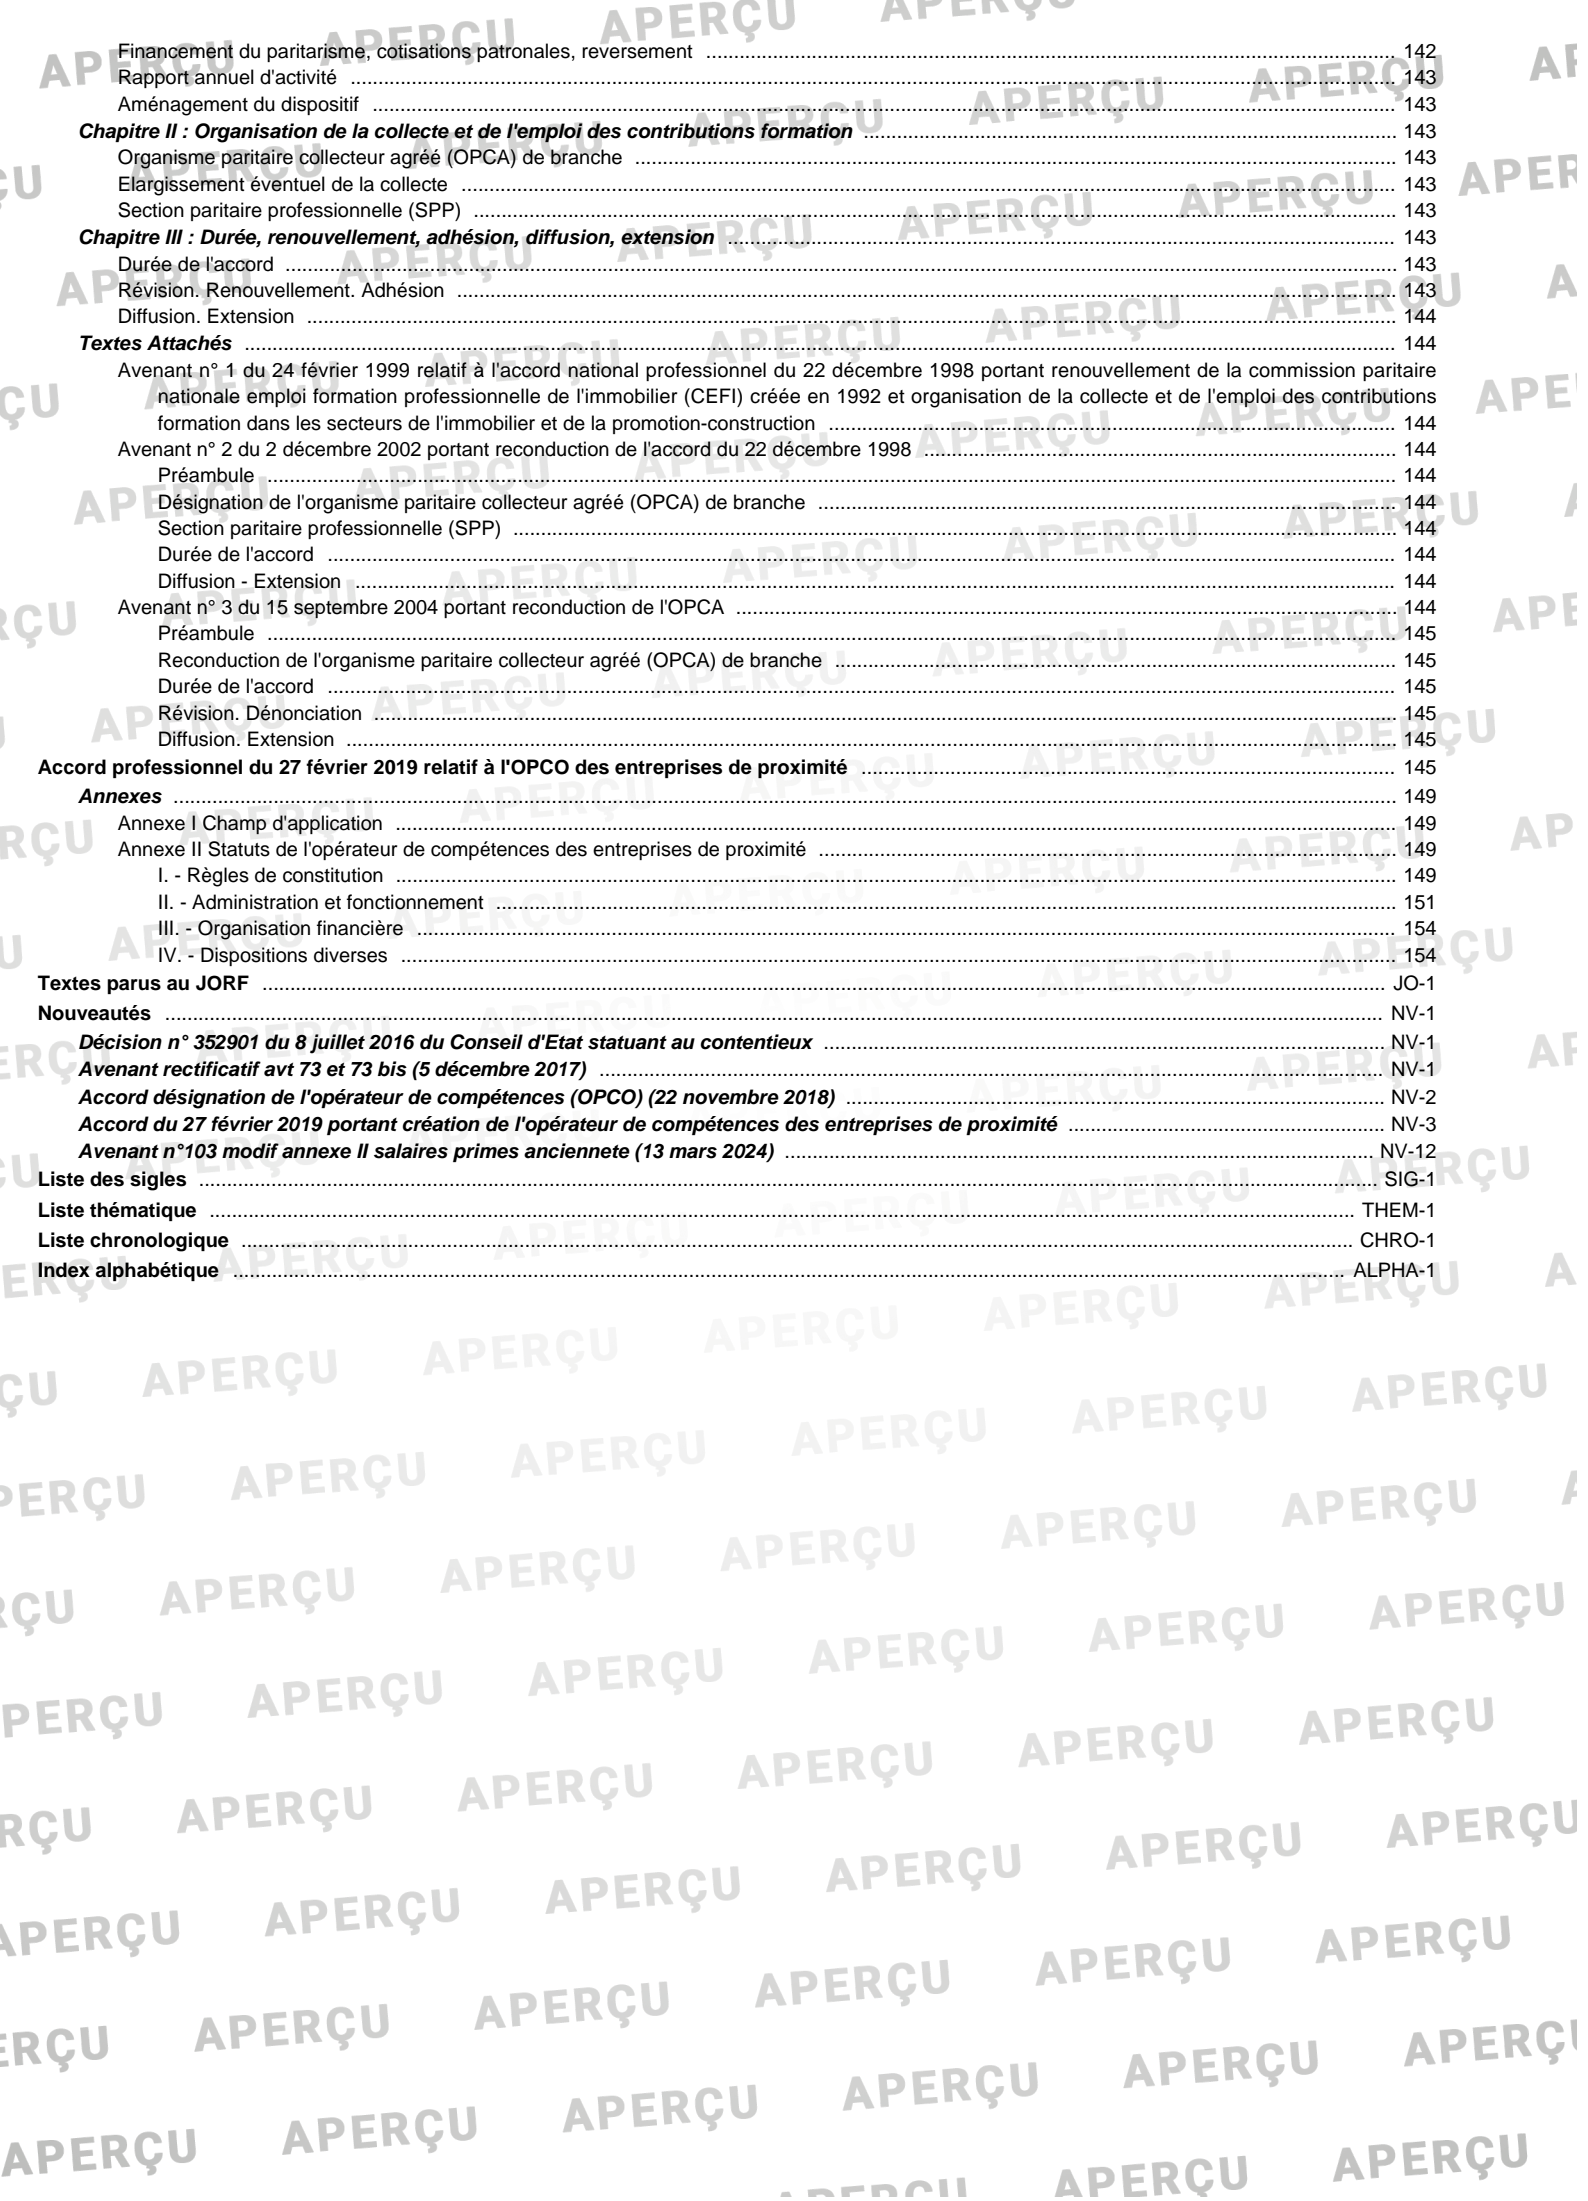 Financement du paritarisme, cotisations patronales, reversement ... 142
Rapport annuel d'activité ... 143
Aménagement du dispositif ... 143
Chapitre II : Organisation de la collecte et de l'emploi des contributions formation ... 143
Organisme paritaire collecteur agréé (OPCA) de branche ... 143
Elargissement éventuel de la collecte ... 143
Section paritaire professionnelle (SPP) ... 143
Chapitre III : Durée, renouvellement, adhésion, diffusion, extension ... 143
Durée de l'accord ... 143
Révision. Renouvellement. Adhésion ... 143
Diffusion. Extension ... 144
Textes Attachés ... 144
Avenant n° 1 du 24 février 1999 relatif à l'accord national professionnel du 22 décembre 1998 portant renouvellement de la commission paritaire
nationale emploi formation professionnelle de l'immobilier (CEFI) créée en 1992 et organisation de la collecte et de l'emploi des contributions
formation dans les secteurs de l'immobilier et de la promotion-construction ... 144
Avenant n° 2 du 2 décembre 2002 portant reconduction de l'accord du 22 décembre 1998 ... 144
Préambule ... 144
Désignation de l'organisme paritaire collecteur agréé (OPCA) de branche ... 144
Section paritaire professionnelle (SPP) ... 144
Durée de l'accord ... 144
Diffusion - Extension ... 144
Avenant n° 3 du 15 septembre 2004 portant reconduction de l'OPCA ... 144
Préambule ... 145
Reconduction de l'organisme paritaire collecteur agréé (OPCA) de branche ... 145
Durée de l'accord ... 145
Révision. Dénonciation ... 145
Diffusion. Extension ... 145
Accord professionnel du 27 février 2019 relatif à l'OPCO des entreprises de proximité ... 145
Annexes ... 149
Annexe I Champ d'application ... 149
Annexe II Statuts de l'opérateur de compétences des entreprises de proximité ... 149
I. - Règles de constitution ... 149
II. - Administration et fonctionnement ... 151
III. - Organisation financière ... 154
IV. - Dispositions diverses ... 154
Textes parus au JORF ... JO-1
Nouveautés ... NV-1
Décision n° 352901 du 8 juillet 2016 du Conseil d'Etat statuant au contentieux ... NV-1
Avenant rectificatif avt 73 et 73 bis (5 décembre 2017) ... NV-1
Accord désignation de l'opérateur de compétences (OPCO) (22 novembre 2018) ... NV-2
Accord du 27 février 2019 portant création de l'opérateur de compétences des entreprises de proximité ... NV-3
Avenant n°103 modif annexe II salaires primes anciennete (13 mars 2024) ... NV-12
Liste des sigles ... SIG-1
Liste thématique ... THEM-1
Liste chronologique ... CHRO-1
Index alphabétique ... ALPHA-1
APERÇU